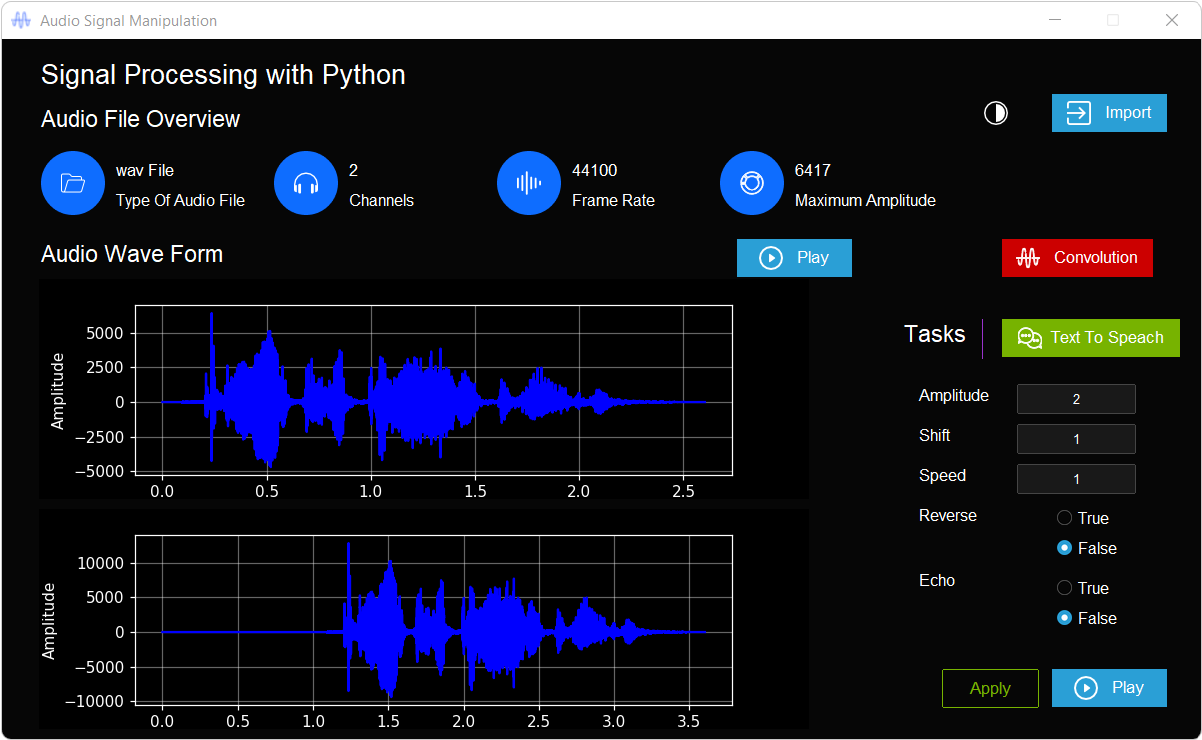 Audio Signal Manipulation
Signal Processing with Python
Audio File Overview
Import
wav File
Type Of Audio File
2
Channels
44100
Frame Rate
6417
Maximum Amplitude
Audio Wave Form
Play
Convolution
Amplitude
5000
2500
0
−2500
−5000
0.0 0.5 1.0 1.5 2.0 2.5
Amplitude
10000
5000
0
−5000
−10000
0.0 0.5 1.0 1.5 2.0 2.5 3.0 3.5
Tasks
Text To Speach
Amplitude 2
Shift 1
Speed 1
Reverse
True
False
Echo
True
False
Apply
Play